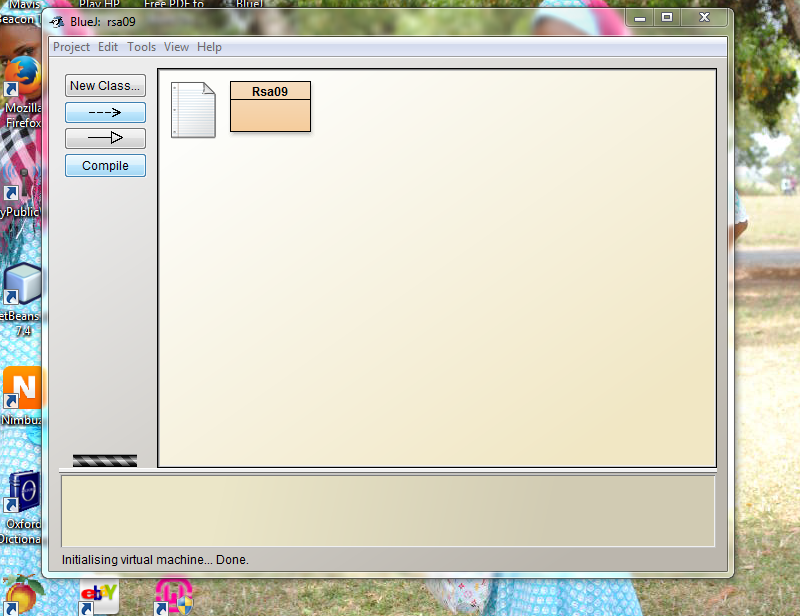 Mavis
Beacon
Play HP
Free PDF to
BlueJ
BlueJ: rsa09
Project Edit Tools View Help
New Class...
Compile
Rsa09
Mozilla
Firefox
yPublic
etBeans
7.4
N
Nimbuz
Oxford
Dictiona
Initialising virtual machine... Done.
ebY